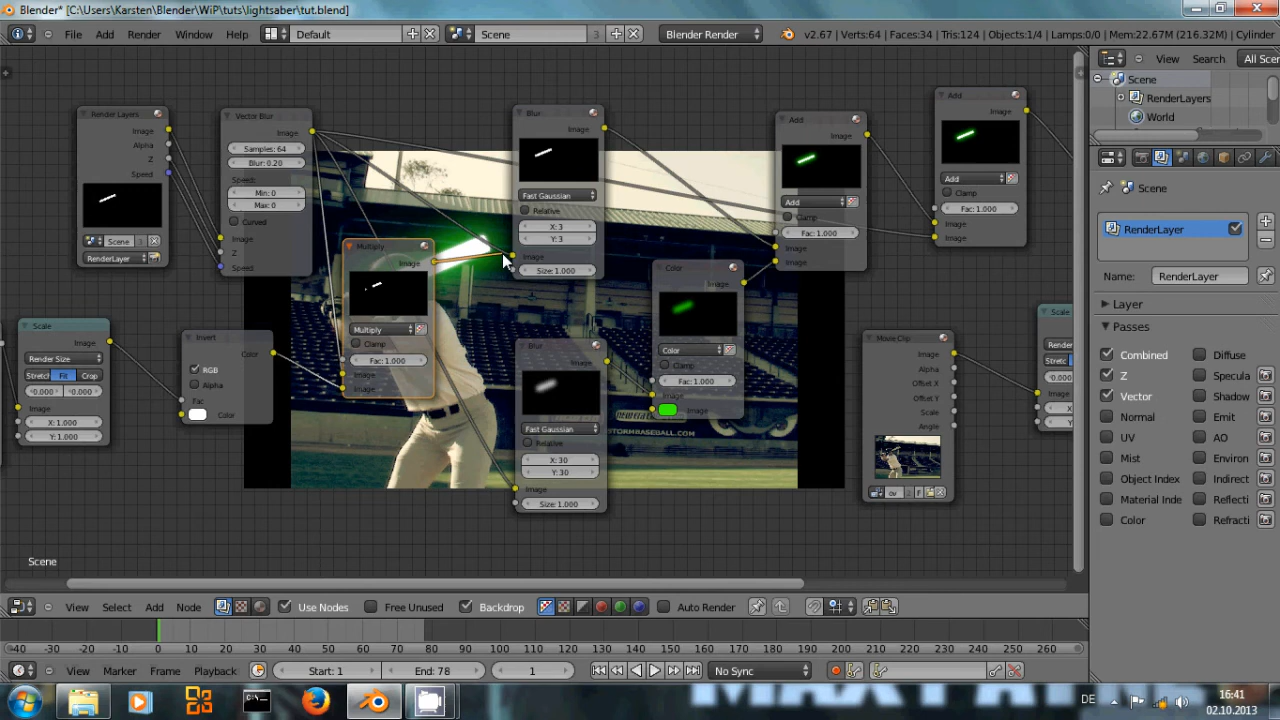 Blender* [C:\Users\Karsten\Blender\WiP\tuts\lightsaber\tut.blend]
File Add Render Window Help Default Scene 3 Blender Render v2.67 | Verts:64 | Faces:34 | Tris:124 | Objects:1/4 | Lamps:0/0 | Mem:22.67M (216.32M) | Cylinder
View Search All Scen
Scene
RenderLayers
World
Scene
RenderLayer
Name: RenderLayer
Layer
Passes
Combined Diffuse
Z Specula
Vector Shadow
Normal Emit
UV AO
Mist Environ
Object Index Indirect
Material Inde Reflecti
Color Refracti
Render Layers
Image
Alpha
Z
Speed
Scene 3
RenderLayer
Vector Blur
Image
Samples: 64
Blur: 0.20
Speed:
Min: 0
Max: 0
Curved
Image
Z
Speed
Blur
Image
Fast Gaussian
Relative
X: 3
Y: 3
Image
Size: 1.000
Add
Image
Add
Clamp
Fac: 1.000
Image
Image
Add
Image
Add
Clamp
Fac: 1.000
Image
Image
Multiply
Image
Multiply
Clamp
Fac: 1.000
Image
Image
Color
Image
Color
Clamp
Fac: 1.000
Image
Image
Scale
Image
Render Size
Stretch Fit Crop
Image
X: 1.000
Y: 1.000
Invert
Color
RGB
Alpha
Fac
Color
Blur
Image
Fast Gaussian
Relative
X: 30
Y: 30
Image
Size: 1.000
STORMBASEBALL.COM
Movie Clip
Image
Alpha
Offset X
Offset Y
Scale
Angle
Scale
Render
Stretc
Image
Scene
View Select Add Node Use Nodes Free Unused Backdrop Auto Render
-40 -30 -20 -10 0 10 20 30 40 50 60 70 80 90 100 110 120 130 140 150 160 170 180 190 200 210 220 230 240 250 260
View Marker Frame Playback Start: 1 End: 78 1 No Sync
DE 16:41
02.10.2013